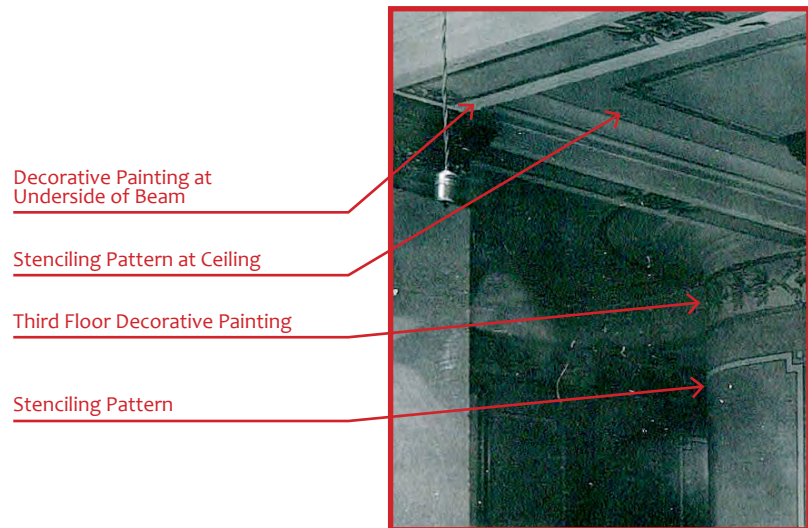 Decorative Painting at
Underside of Beam
Stenciling Pattern at Ceiling
Third Floor Decorative Painting
Stenciling Pattern